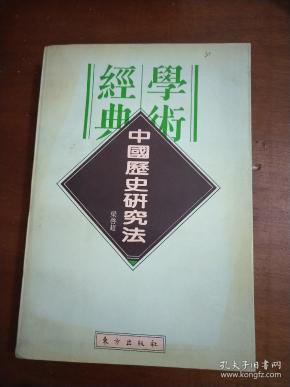 學術
經典
中國歷史研究法
梁啓超
東方出版社
孔夫子旧书网